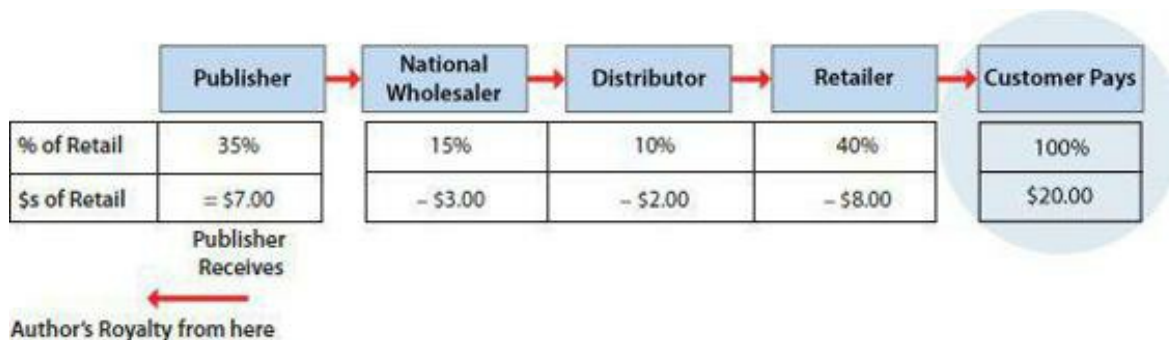 Publisher
National
Wholesaler
Distributor
Retailer
Customer Pays
% of Retail 35% 15% 10% 40% 100%
$s of Retail = $7.00 – $3.00 – $2.00 – $8.00 $20.00
Publisher
Receives
Author's Royalty from here